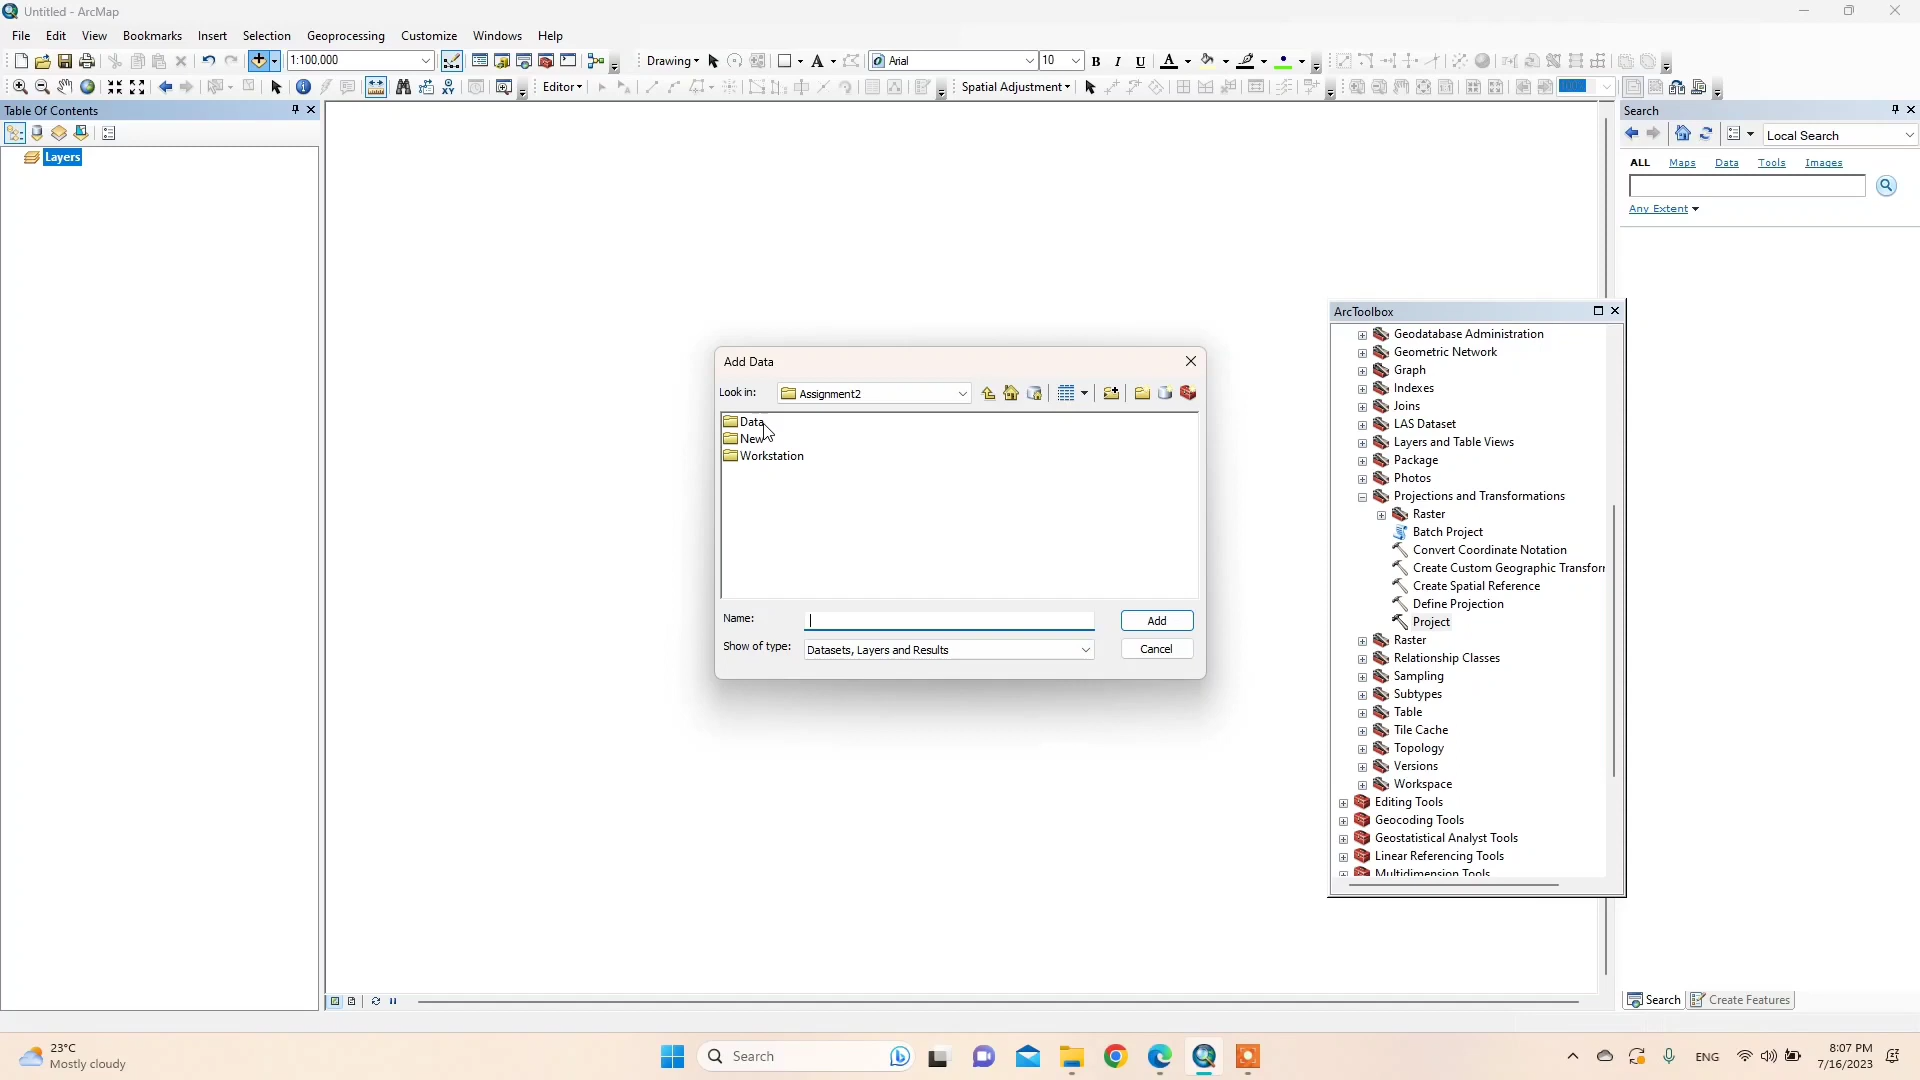 Untitled - ArcMap
File Edit View Bookmarks Insert Selection Geoprocessing Customize Windows Help
1:100,000
Drawing
Arial
10
B I U
A
Editor
Spatial Adjustment
100%
Table Of Contents
Layers
Search
Local Search
ALL Maps Data Tools Images
Any Extent
ArcToolbox
Geodatabase Administration
Geometric Network
Graph
Indexes
Joins
LAS Dataset
Layers and Table Views
Package
Photos
Projections and Transformations
Raster
Batch Project
Convert Coordinate Notation
Create Custom Geographic Transfor
Create Spatial Reference
Define Projection
Project
Raster
Relationship Classes
Sampling
Subtypes
Table
Tile Cache
Topology
Versions
Workspace
Editing Tools
Geocoding Tools
Geostatistical Analyst Tools
Linear Referencing Tools
Multidimension Tools
Add Data
Look in: Assignment2
Data
New
Workstation
Name: Add
Show of type: Datasets, Layers and Results Cancel
Search Create Features
23°C
Mostly cloudy
Search
ENG
8:07 PM
7/16/2023